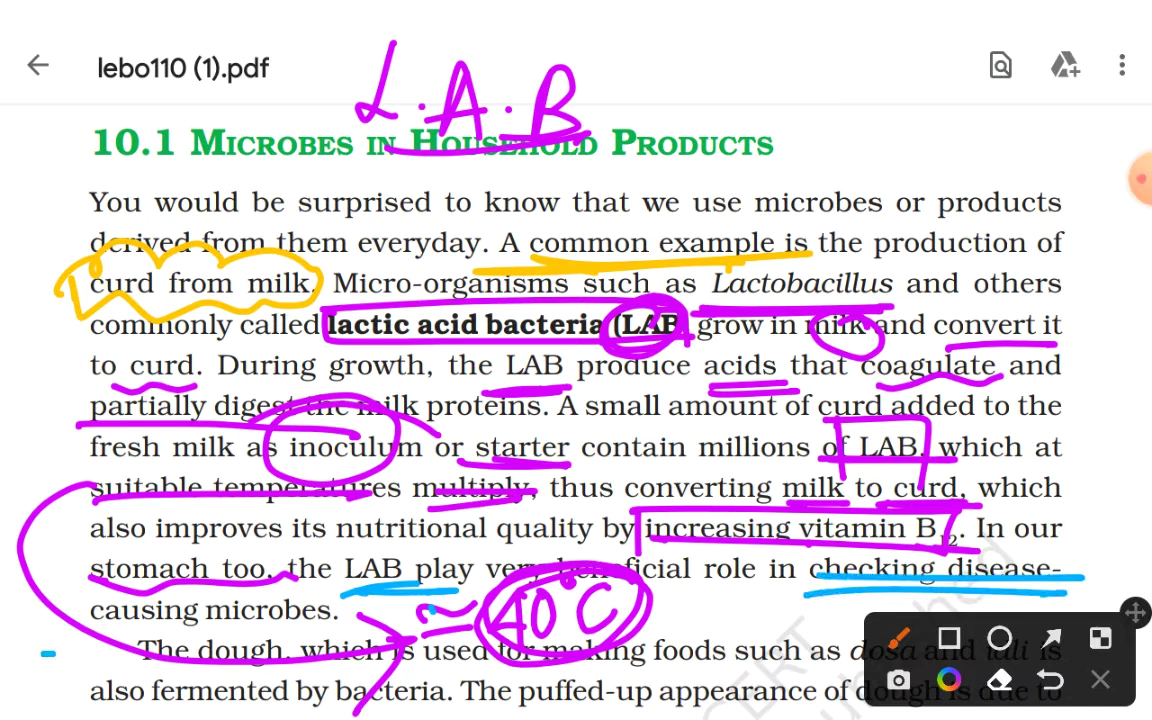 lebo110 (1).pdf
L.A.B
10.1 MICROBES IN HOUSEHOLD PRODUCTS
You would be surprised to know that we use microbes or products
derived from them everyday. A common example is the production of
curd from milk. Micro-organisms such as Lactobacillus and others
commonly called lactic acid bacteria (LAB) grow in milk and convert it
to curd. During growth, the LAB produce acids that coagulate and
partially digest the milk proteins. A small amount of curd added to the
fresh milk as inoculum or starter contain millions of LAB, which at
suitable temperatures multiply, thus converting milk to curd, which
also improves its nutritional quality by increasing vitamin B₁₂. In our
stomach too, the LAB play very beneficial role in checking disease-
causing microbes.
≈ 40°C
The dough, which is used for making foods such as dosa and idli is
also fermented by bacteria. The puffed-up appearance of dough is due to